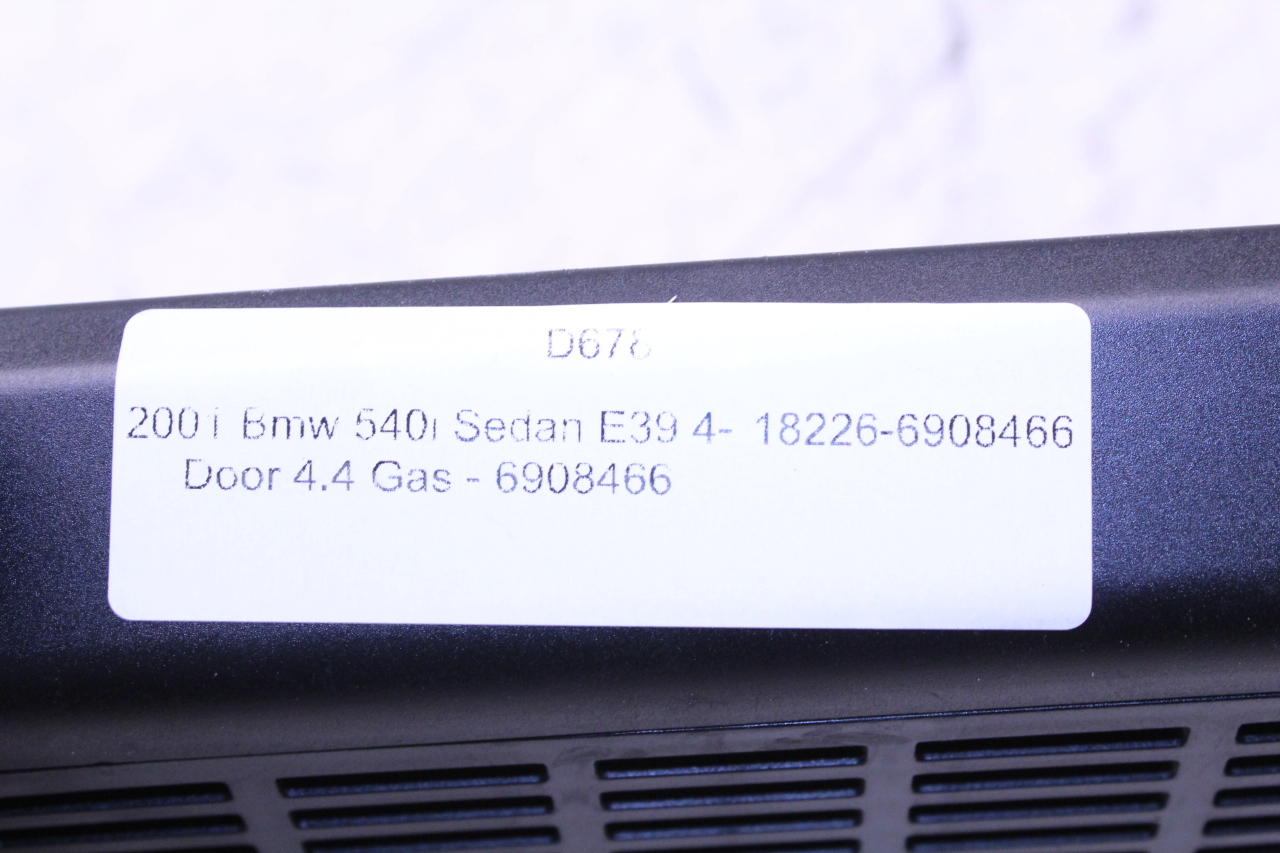 D678
2001 Bmw 540i Sedan E39 4- 18226-6908466
Door 4.4 Gas - 6908466